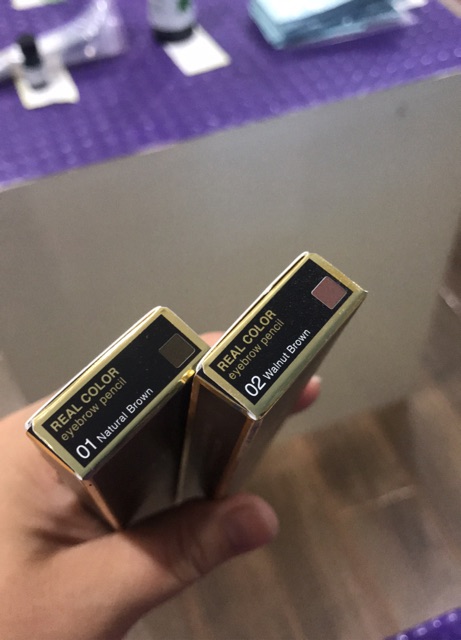 REAL COLOR
eyebrow pencil
01 Natural Brown
REAL COLOR
eyebrow pencil
02 Walnut Brown